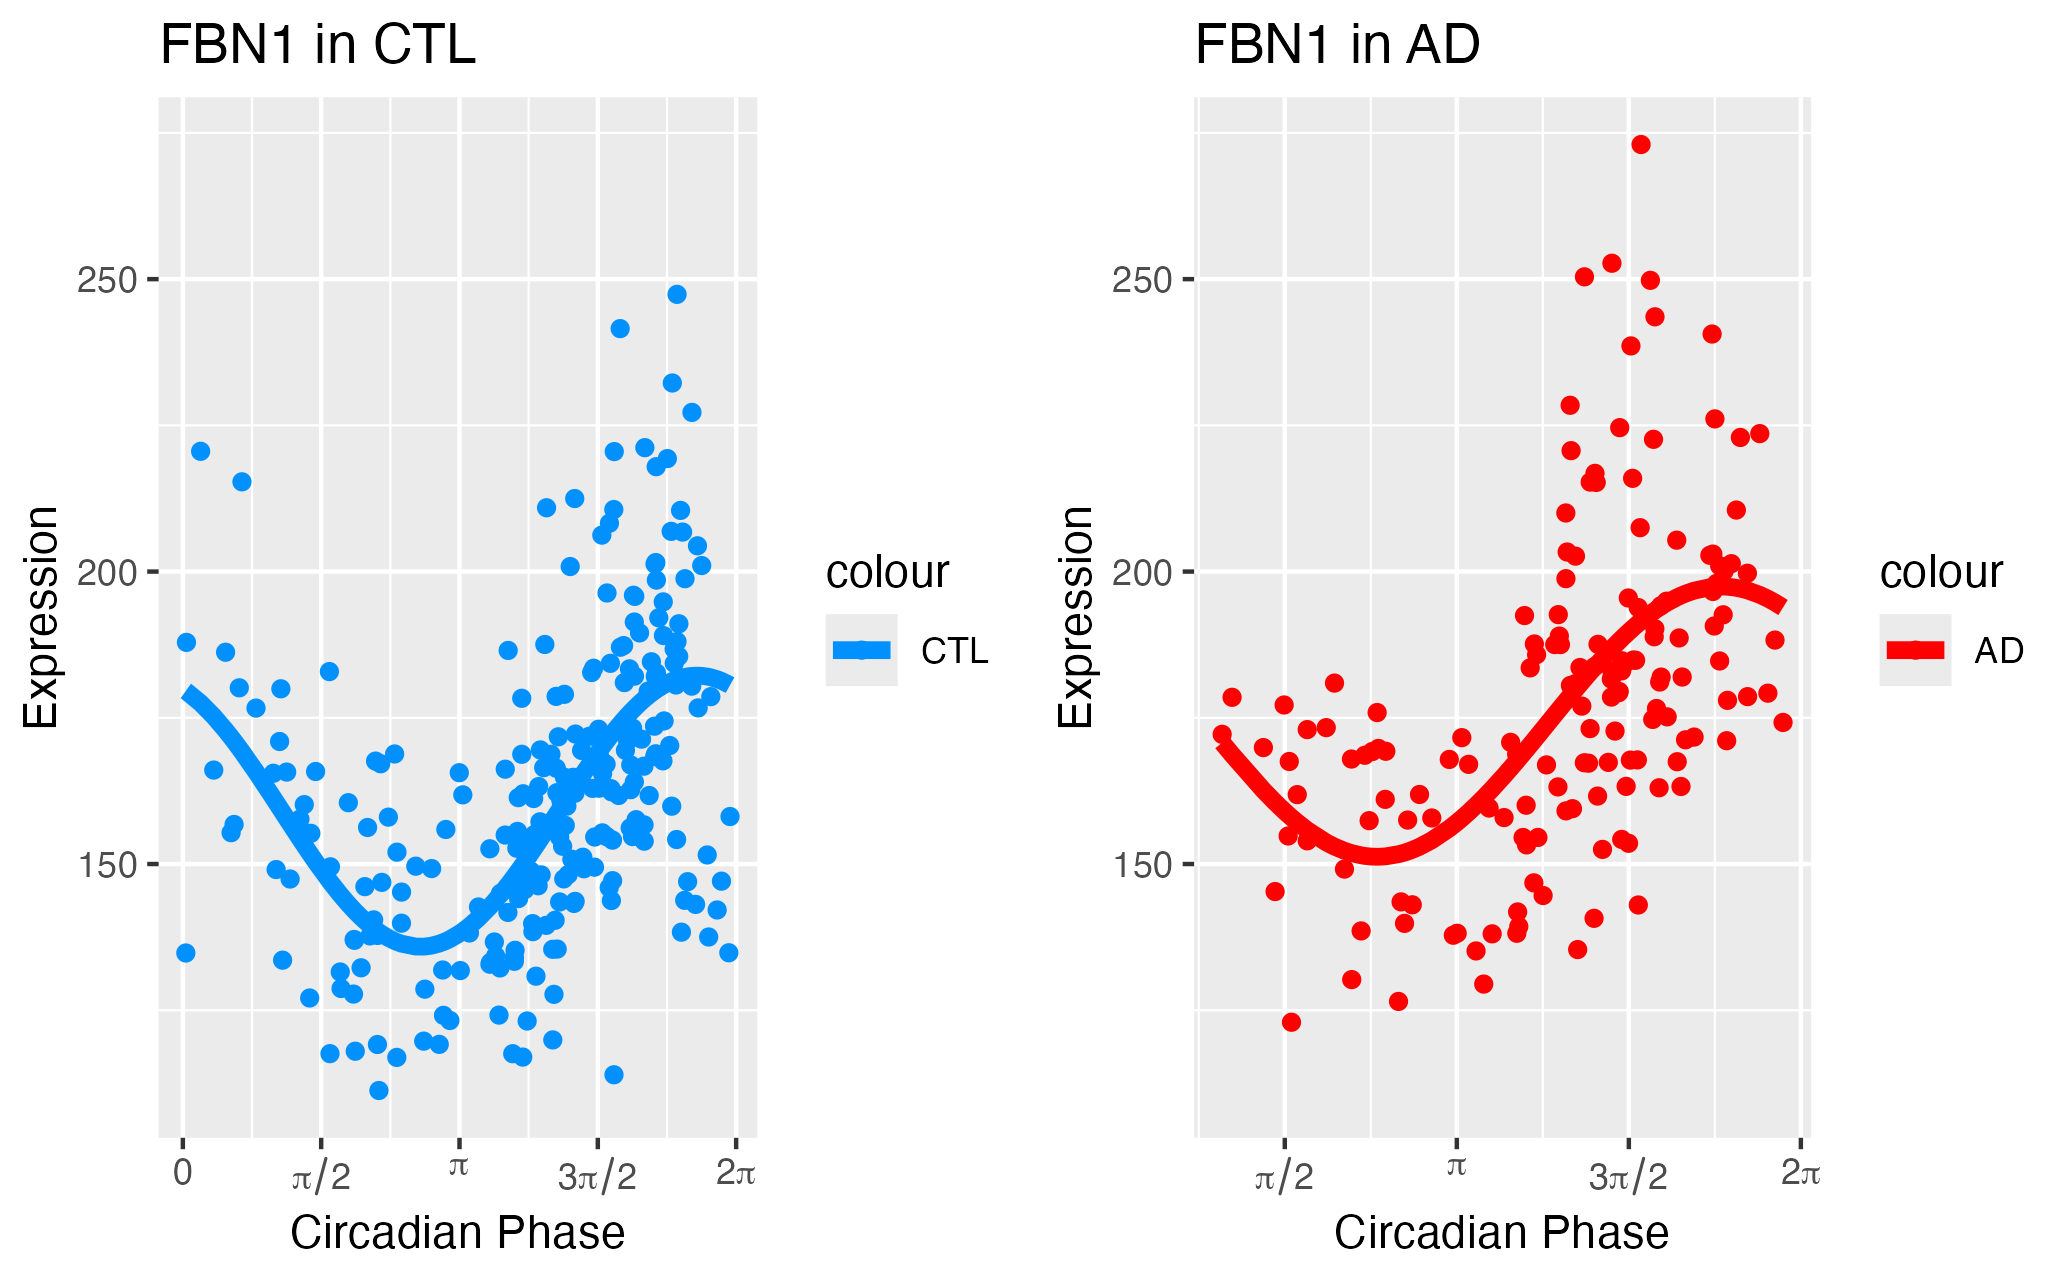 FBN1 in CTL
Expression
250
200
150
0 π/2 π 3π/2 2π
Circadian Phase
colour
CTL
FBN1 in AD
Expression
250
200
150
π/2 π 3π/2 2π
Circadian Phase
colour
AD